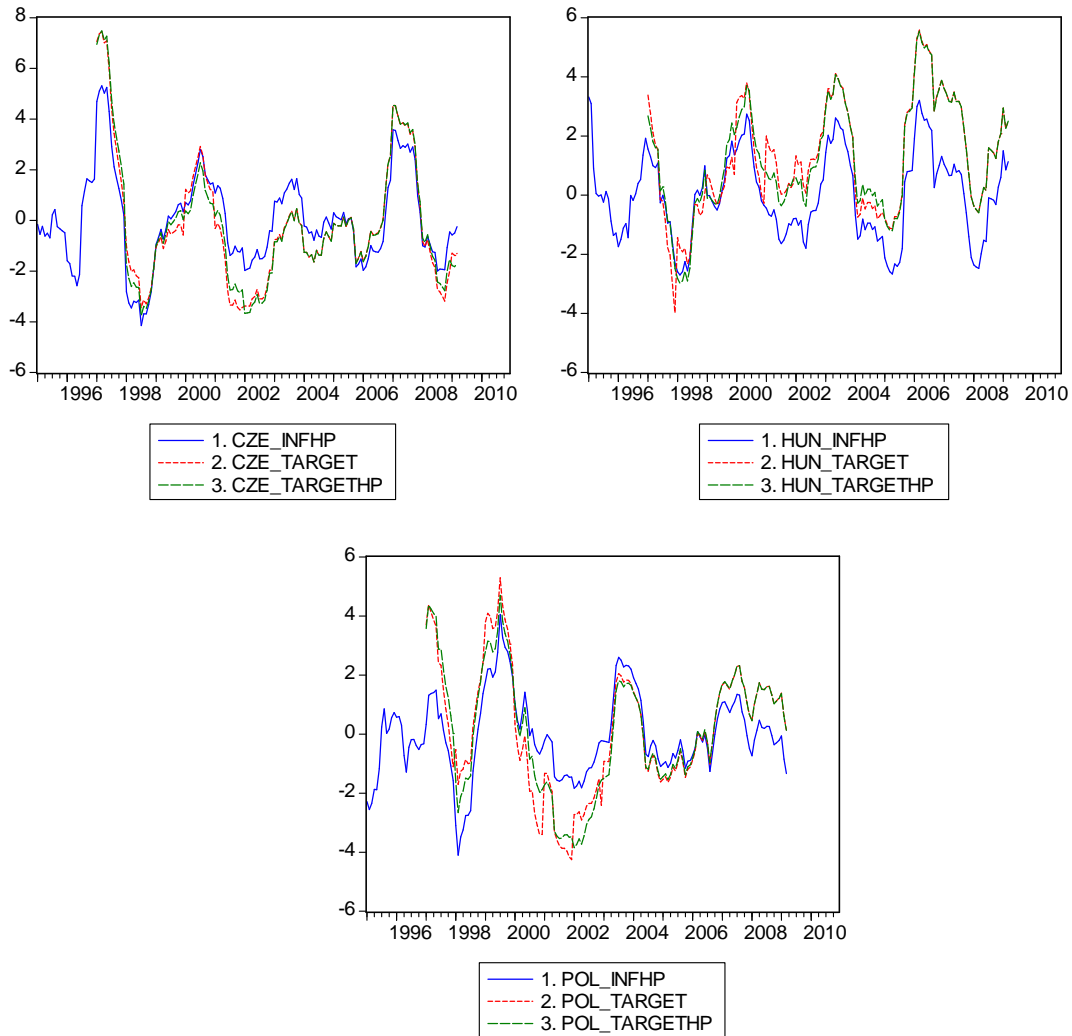 8
6
4
2
0
-2
-4
-6
1996 1998 2000 2002 2004 2006 2008 2010
1. CZE_INFHP
2. CZE_TARGET
3. CZE_TARGETHP
6
4
2
0
-2
-4
-6
1996 1998 2000 2002 2004 2006 2008 2010
1. HUN_INFHP
2. HUN_TARGET
3. HUN_TARGETHP
6
4
2
0
-2
-4
-6
1996 1998 2000 2002 2004 2006 2008 2010
1. POL_INFHP
2. POL_TARGET
3. POL_TARGETHP